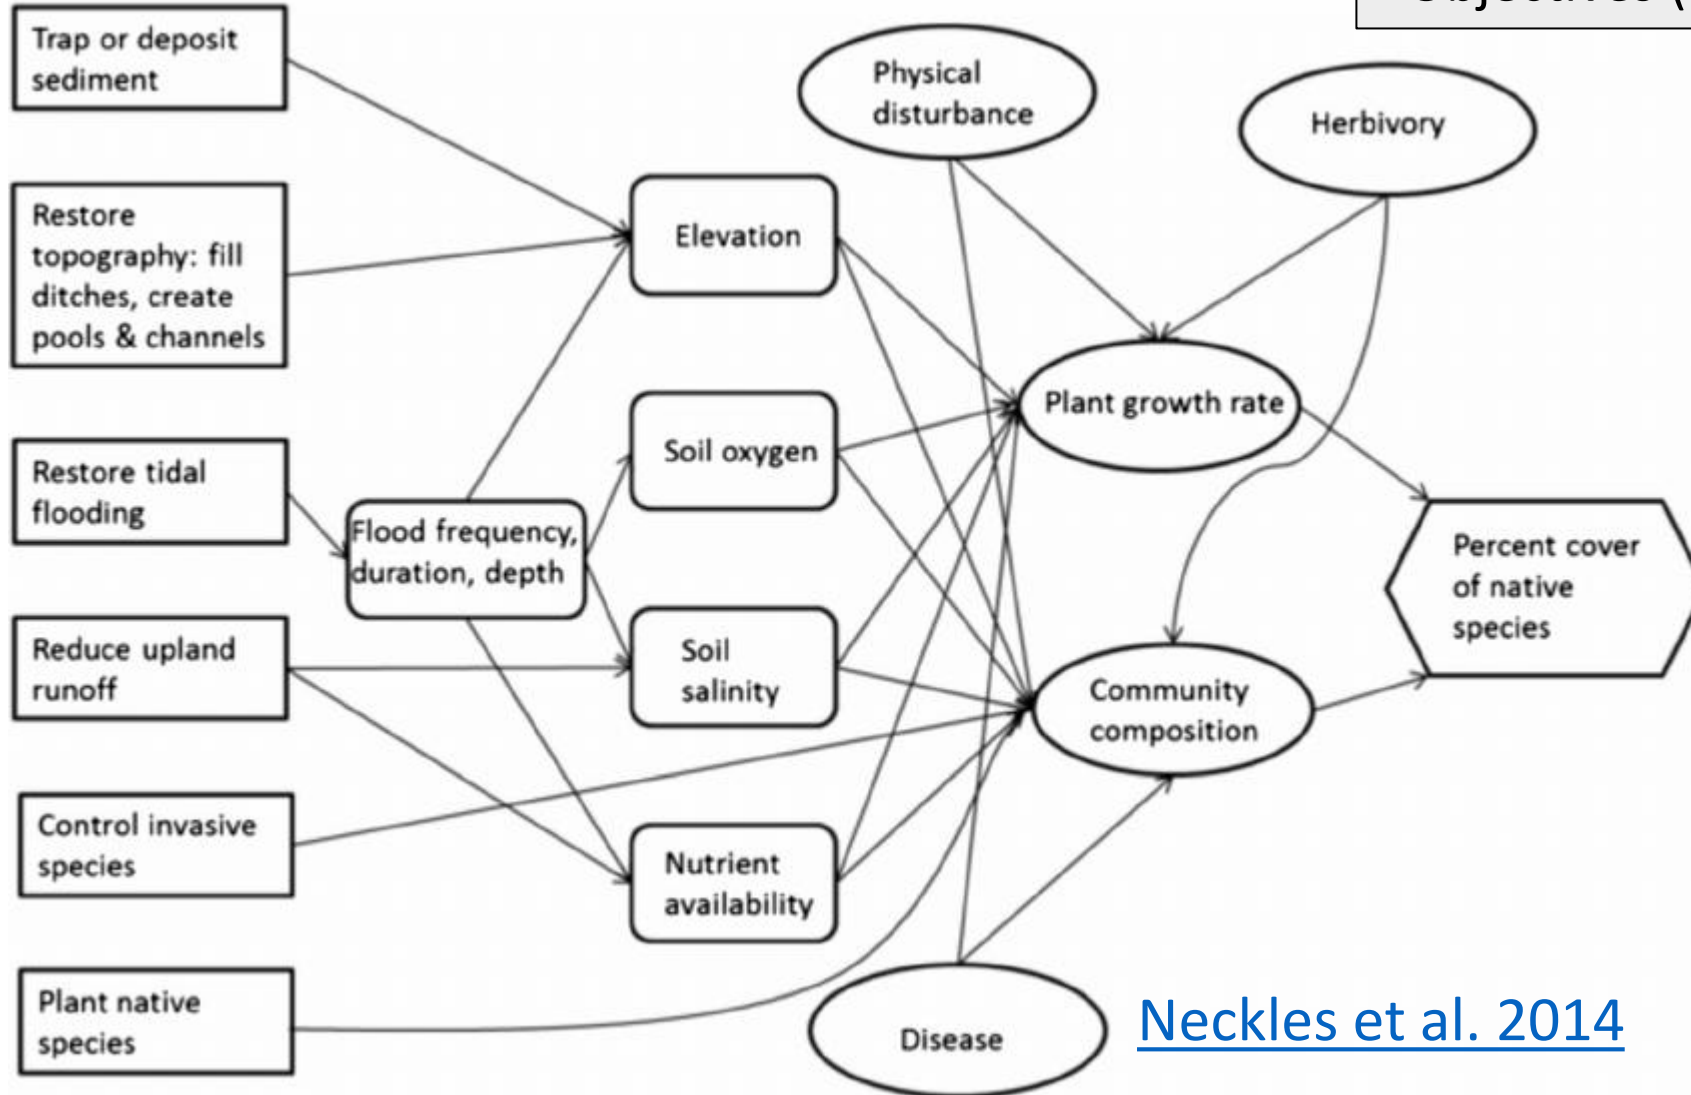 Objectives (
Trap or deposit
sediment
Physical
disturbance
Herbivory
Restore
topography: fill
ditches, create
pools & channels
Elevation
Plant growth rate
Soil oxygen
Restore tidal
flooding
Flood frequency,
duration, depth
Percent cover
of native
species
Reduce upland
runoff
Soil
salinity
Community
composition
Control invasive
species
Nutrient
availability
Plant native
species
Disease
Neckles et al. 2014